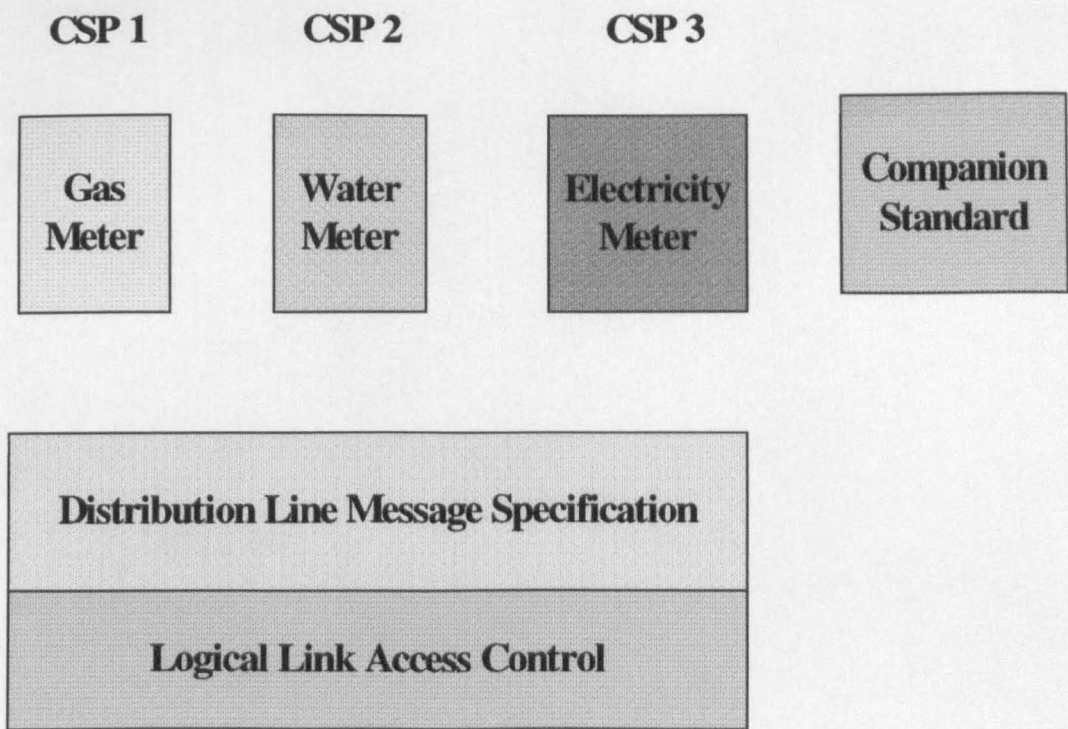 CSP 1
CSP 2
CSP 3
Gas
Meter
Water
Meter
Electricity
Meter
Companion
Standard
Distribution Line Message Specification
Logical Link Access Control